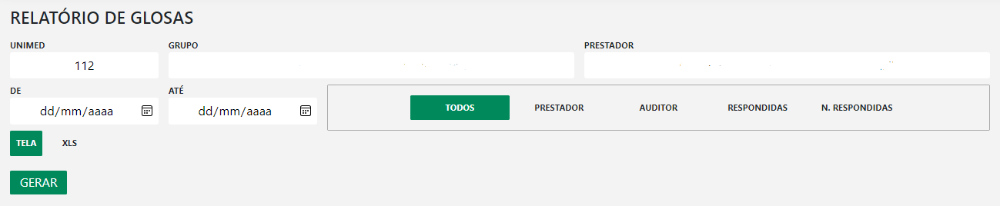 RELATÓRIO DE GLOSAS
UNIMED GRUPO PRESTADOR
112
DE ATÉ
dd/mm/aaaa dd/mm/aaaa TODOS PRESTADOR AUDITOR RESPONDIDAS N. RESPONDIDAS
TELA XLS
GERAR